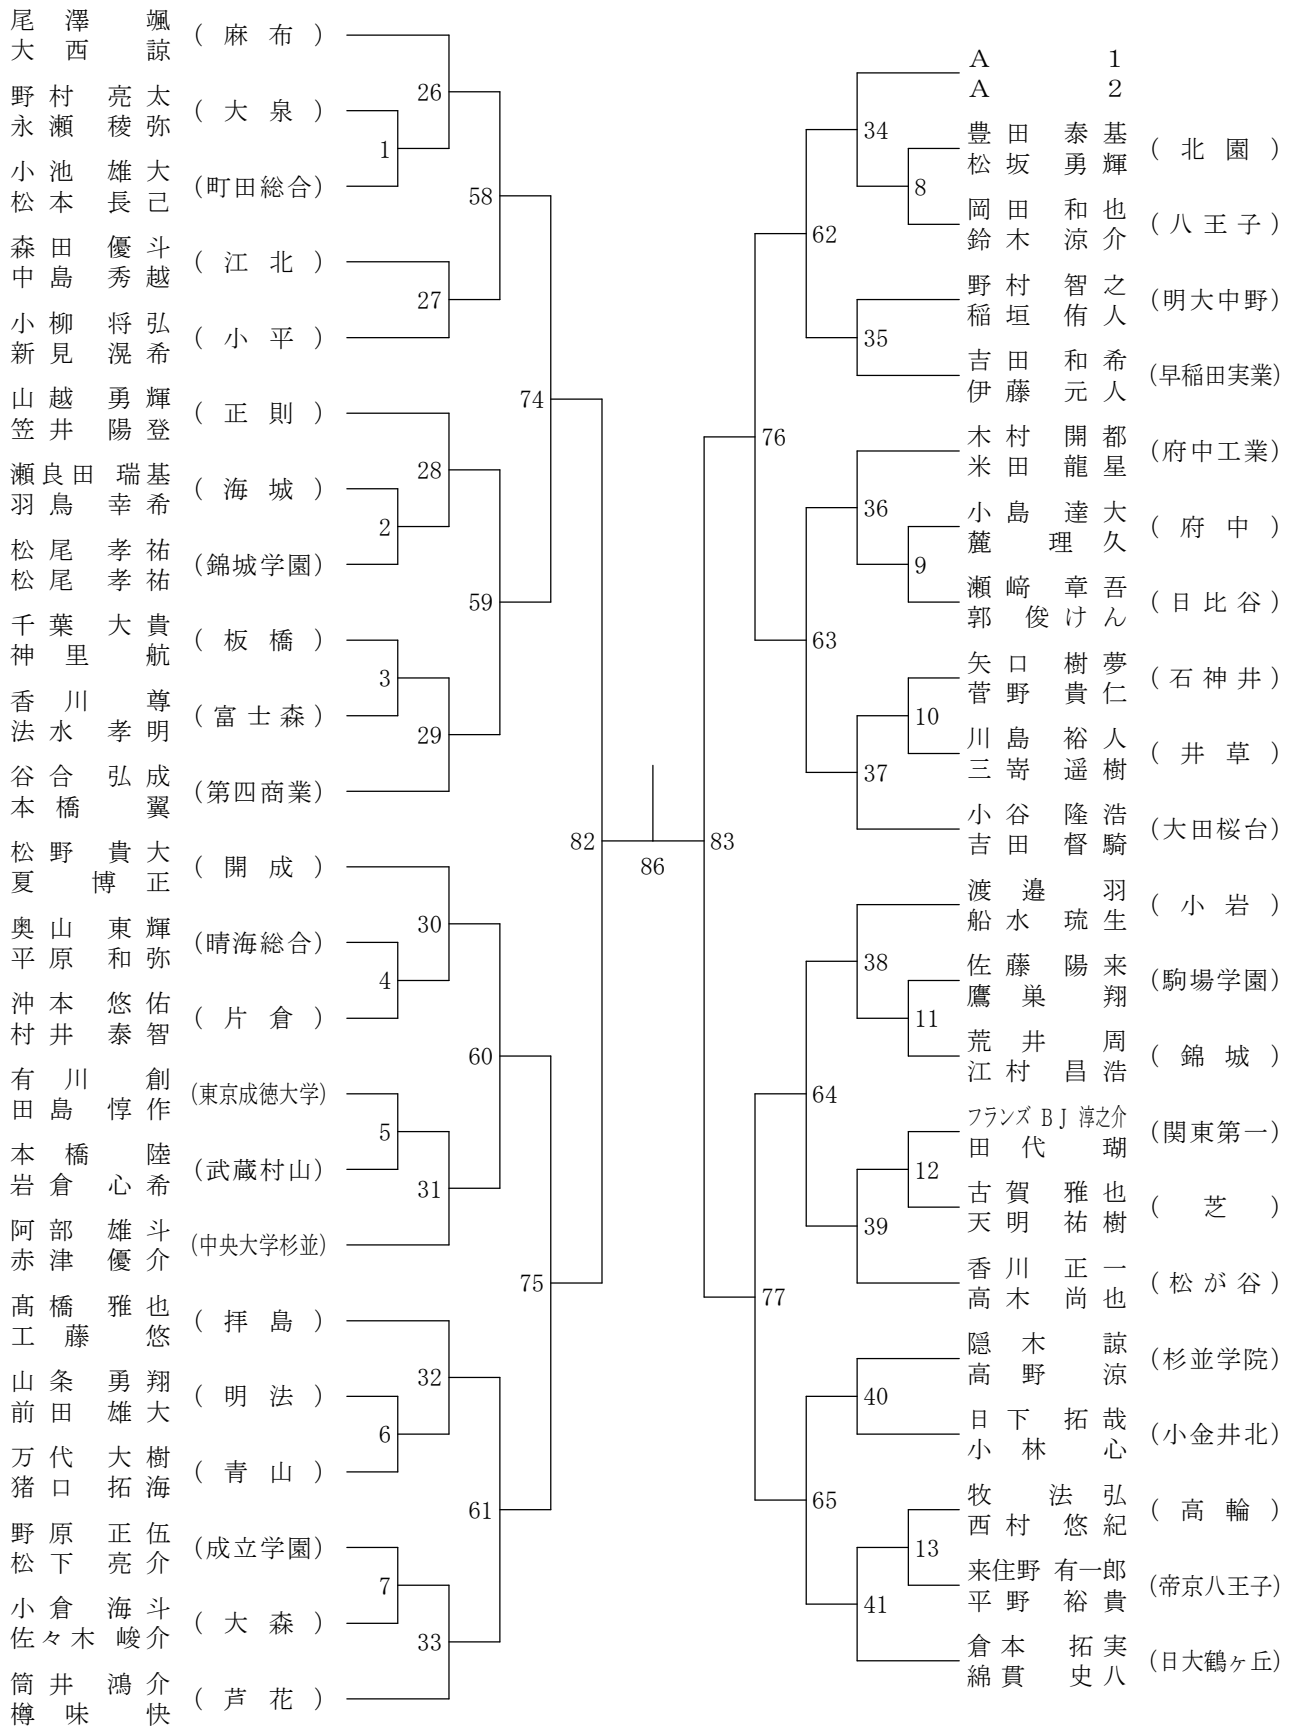 尾澤颯 (麻布)
大西諒
野村亮太 (大泉)
永瀬稜弥
小池雄大 (町田総合)
松本長己
森田優斗 (江北)
中島秀越
小柳将弘 (小平)
新見滉希
山越勇輝 (正則)
笠井陽登
瀬良田瑞基 (海城)
羽鳥幸希
松尾孝祐 (錦城学園)
松尾孝祐
千葉大貴 (板橋)
神里航
香川尊 (富士森)
法水孝明
谷合弘成 (第四商業)
本橋翼
松野貴大 (開成)
夏博正
奥山東輝 (晴海総合)
平原和弥
沖本悠佑 (片倉)
村井泰智
有川創 (東京成徳大学)
田島惇作
本橋陸 (武蔵村山)
岩倉心希
阿部雄斗 (中央大学杉並)
赤津優介
髙橋雅也 (拝島)
工藤悠
山条勇翔 (明法)
前田雄大
万代大樹 (青山)
猪口拓海
野原正伍 (成立学園)
松下亮介
小倉海斗 (大森)
佐々木峻介
筒井鴻介 (芦花)
樽味快
26
1
58
27
74
28
2
59
3
29
82
30
4
60
5
31
75
32
6
61
7
33
86
83
34
8
62
35
76
36
9
63
10
37
38
11
64
12
39
77
40
65
13
41
A 1
A 2
豊田泰基 (北園)
松坂勇輝
岡田和也 (八王子)
鈴木涼介
野村智之 (明大中野)
稲垣侑人
吉田和希 (早稲田実業)
伊藤元人
木村開都 (府中工業)
米田龍星
小島達大 (府中)
麓理久
瀬﨑章吾 (日比谷)
郭俊けん
矢口樹夢 (石神井)
菅野貴仁
川島裕人 (井草)
三嵜遥樹
小谷隆浩 (大田桜台)
吉田督騎
渡邉羽 (小岩)
船水琉生
佐藤陽来 (駒場学園)
鷹巣翔
荒井周 (錦城)
江村昌浩
フランズ BJ 淳之介 (関東第一)
田代瑚
古賀雅也 (芝)
天明祐樹
香川正一 (松が谷)
高木尚也
隠木諒 (杉並学院)
高野涼
日下拓哉 (小金井北)
小林心
牧法弘 (高輪)
西村悠紀
来住野有一郎 (帝京八王子)
平野裕貴
倉本拓実 (日大鶴ヶ丘)
綿貫史八